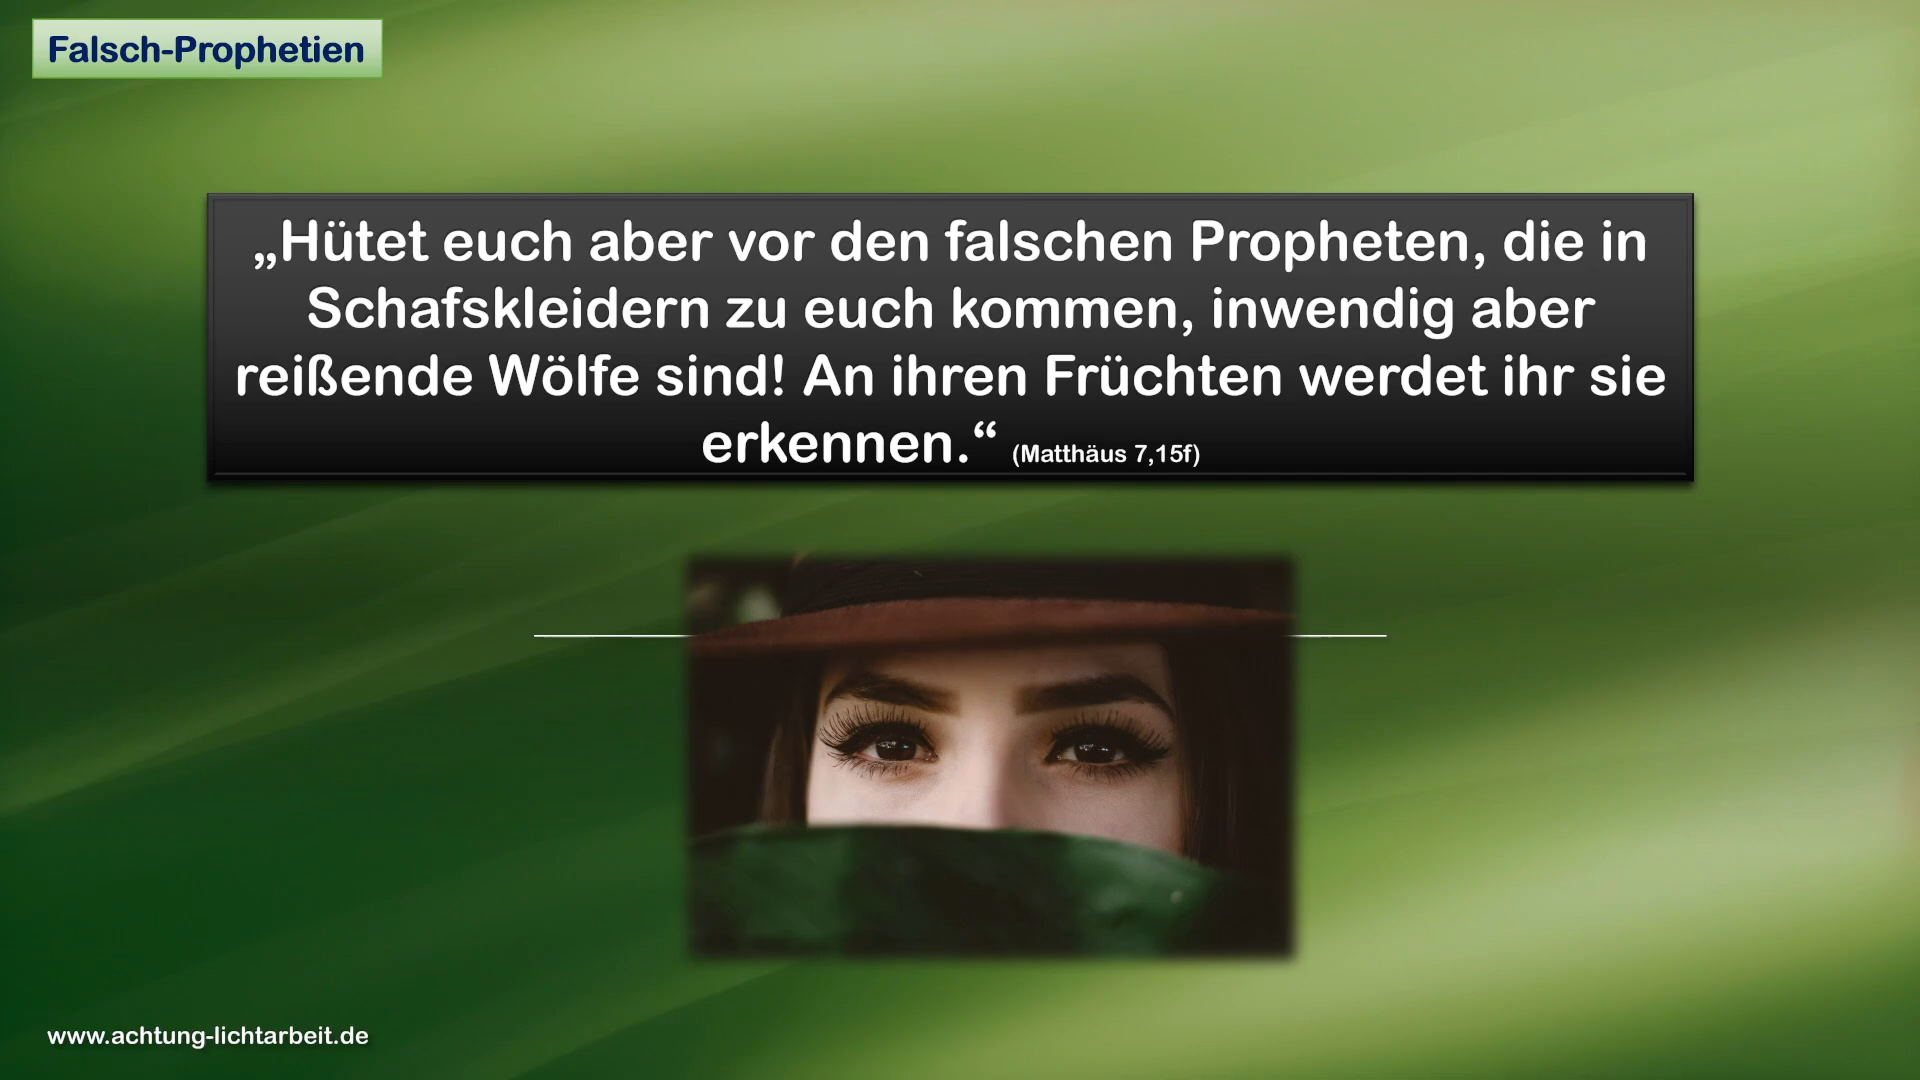 Falsch-Prophetien
„Hütet euch aber vor den falschen Propheten, die in
Schafskleidern zu euch kommen, inwendig aber
reißende Wölfe sind! An ihren Früchten werdet ihr sie
erkennen.“ (Matthäus 7,15f)
www.achtung-lichtarbeit.de